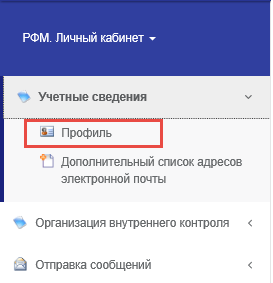 РФМ. Личный кабинет
Учетные сведения
Профиль
Дополнительный список адресов
электронной почты
Организация внутреннего контроля
Отправка сообщений